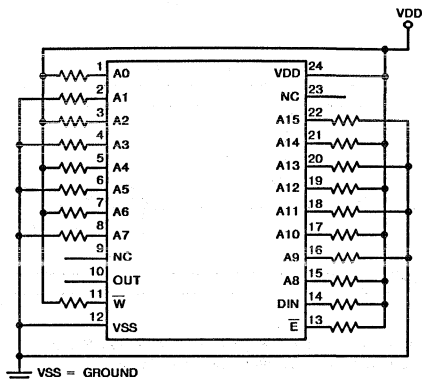 VDD
1 A0 VDD 24
2 A1 NC 23
3 A2 A15 22
4 A3 A14 21
5 A4 A13 20
6 A5 A12 19
7 A6 A11 18
8 A7 A10 17
9 NC A9 16
10 OUT A8 15
11 W̅ DIN 14
12 VSS E̅ 13
VSS = GROUND